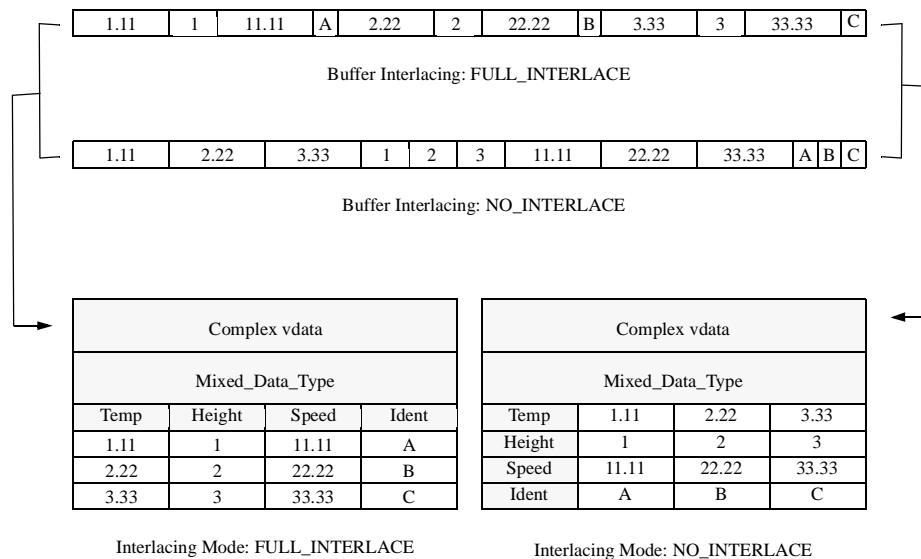 1.11 1 11.11 A 2.22 2 22.22 B 3.33 3 33.33 C
Buffer Interlacing: FULL_INTERLACE
1.11 2.22 3.33 1 2 3 11.11 22.22 33.33 A B C
Buffer Interlacing: NO_INTERLACE
Complex vdata
Mixed_Data_Type
Temp Height Speed Ident
1.11 1 11.11 A
2.22 2 22.22 B
3.33 3 33.33 C
Interlacing Mode: FULL_INTERLACE
Complex vdata
Mixed_Data_Type
Temp 1.11 2.22 3.33
Height 1 2 3
Speed 11.11 22.22 33.33
Ident A B C
Interlacing Mode: NO_INTERLACE